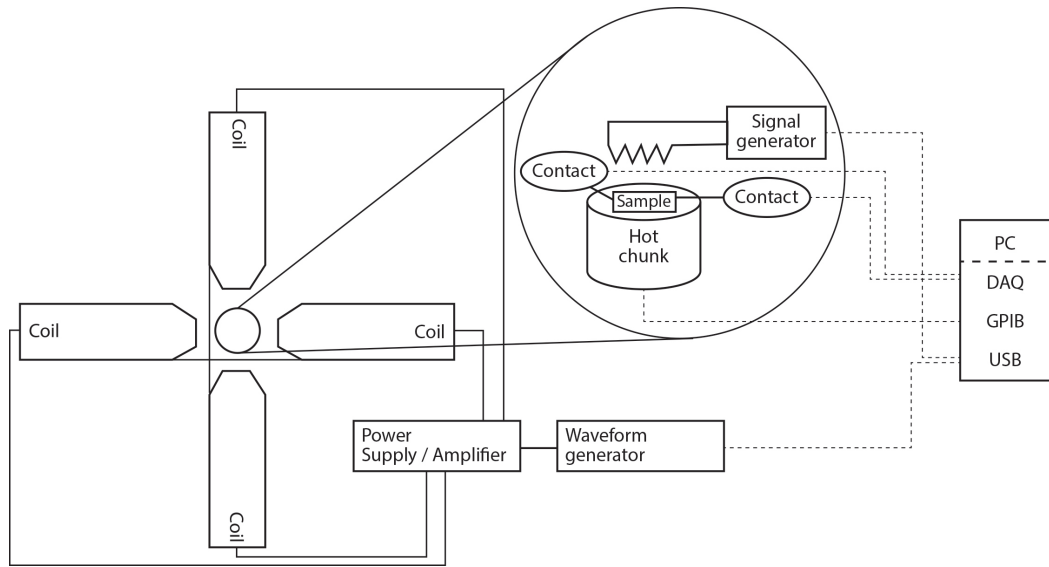 Coil
Signal
generator
Contact
Sample
Contact
Hot
chunk
PC
DAQ
GPIB
USB
Coil
Coil
Power
Supply / Amplifier
Waveform
generator
Coil